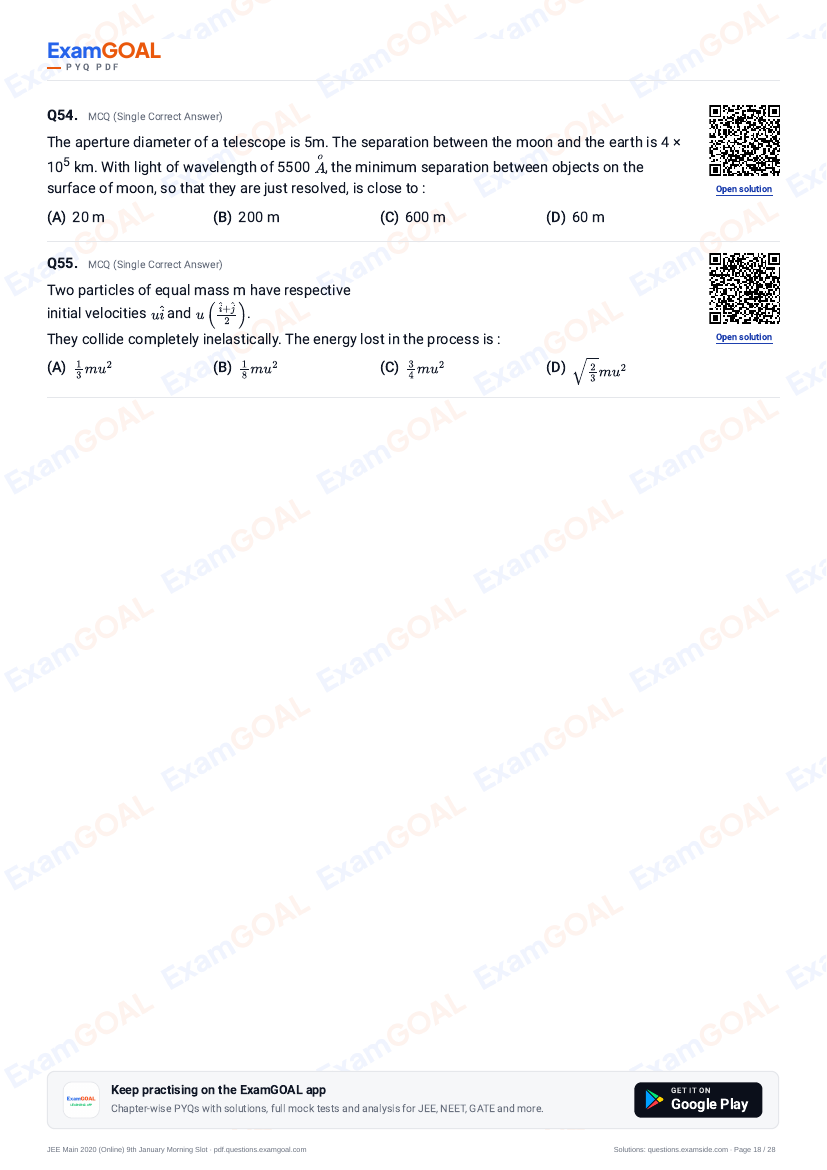 ExamGOAL
PYQ PDF
Q54. MCQ (Single Correct Answer)
The aperture diameter of a telescope is 5m. The separation between the moon and the earth is 4 ×
10⁵ km. With light of wavelength of 5500 Å, the minimum separation between objects on the
surface of moon, so that they are just resolved, is close to :
(A) 20 m (B) 200 m (C) 600 m (D) 60 m
Open solution
Q55. MCQ (Single Correct Answer)
Two particles of equal mass m have respective
initial velocities uî and u((î+ĵ)/2).
They collide completely inelastically. The energy lost in the process is :
(A) 1/3 mu² (B) 1/8 mu² (C) 3/4 mu² (D) √(2/3) mu²
Open solution
ExamGOAL
Keep practising on the ExamGOAL app
Chapter-wise PYQs with solutions, full mock tests and analysis for JEE, NEET, GATE and more.
GET IT ON
Google Play
JEE Main 2020 (Online) 9th January Morning Slot · pdf.questions.examgoal.com
Solutions: questions.examside.com · Page 18 / 28